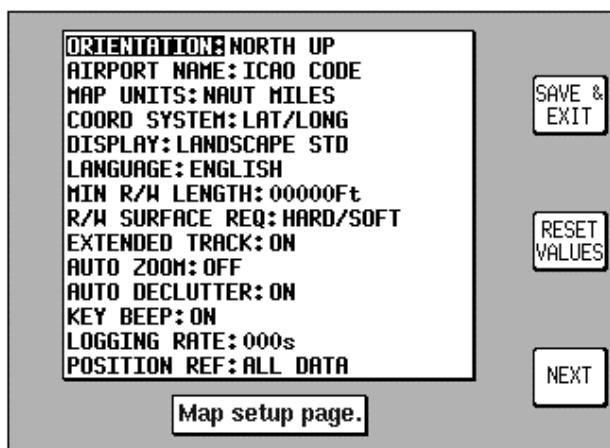 ORIENTATION: NORTH UP
AIRPORT NAME: ICAO CODE
MAP UNITS: NAUT MILES
COORD SYSTEM: LAT/LONG
DISPLAY: LANDSCAPE STD
LANGUAGE: ENGLISH
MIN R/W LENGTH: 00000Ft
R/W SURFACE REQ: HARD/SOFT
EXTENDED TRACK: ON
AUTO ZOOM: OFF
AUTO DECLUTTER: ON
KEY BEEP: ON
LOGGING RATE: 000s
POSITION REF: ALL DATA
SAVE &
EXIT
RESET
VALUES
NEXT
Map setup page.